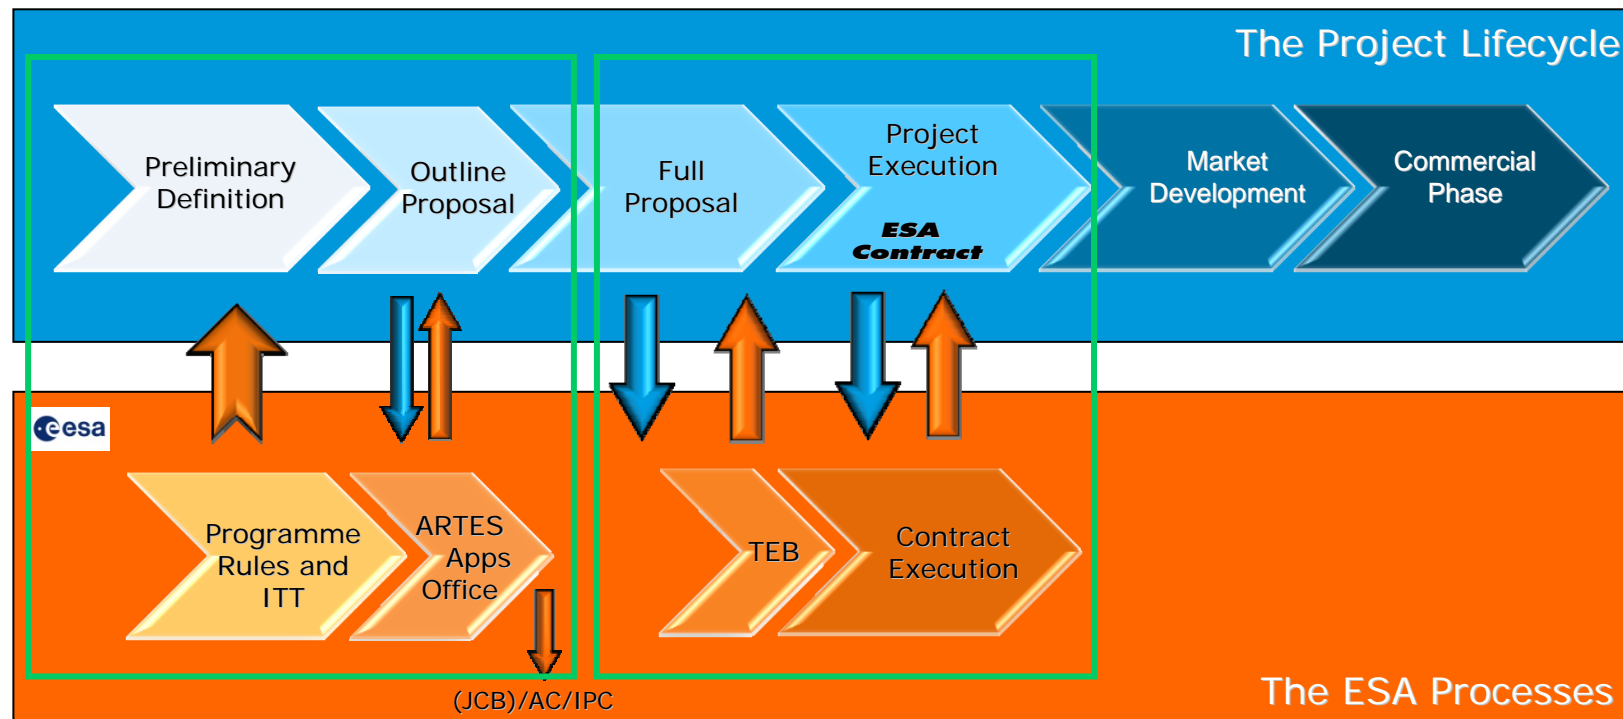 The Project Lifecycle
Preliminary
Definition
Outline
Proposal
Full
Proposal
Project
Execution
ESA
Contract
Market
Development
Commercial
Phase
esa
Programme
Rules and
ITT
ARTES
Apps
Office
TEB
Contract
Execution
(JCB)/AC/IPC
The ESA Processes